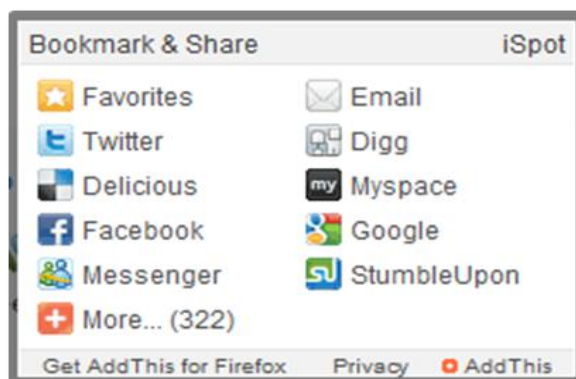 Bookmark & Share iSpot
Favorites Email
Twitter Digg
Delicious my Myspace
Facebook Google
Messenger StumbleUpon
More... (322)
Get AddThis for Firefox Privacy AddThis